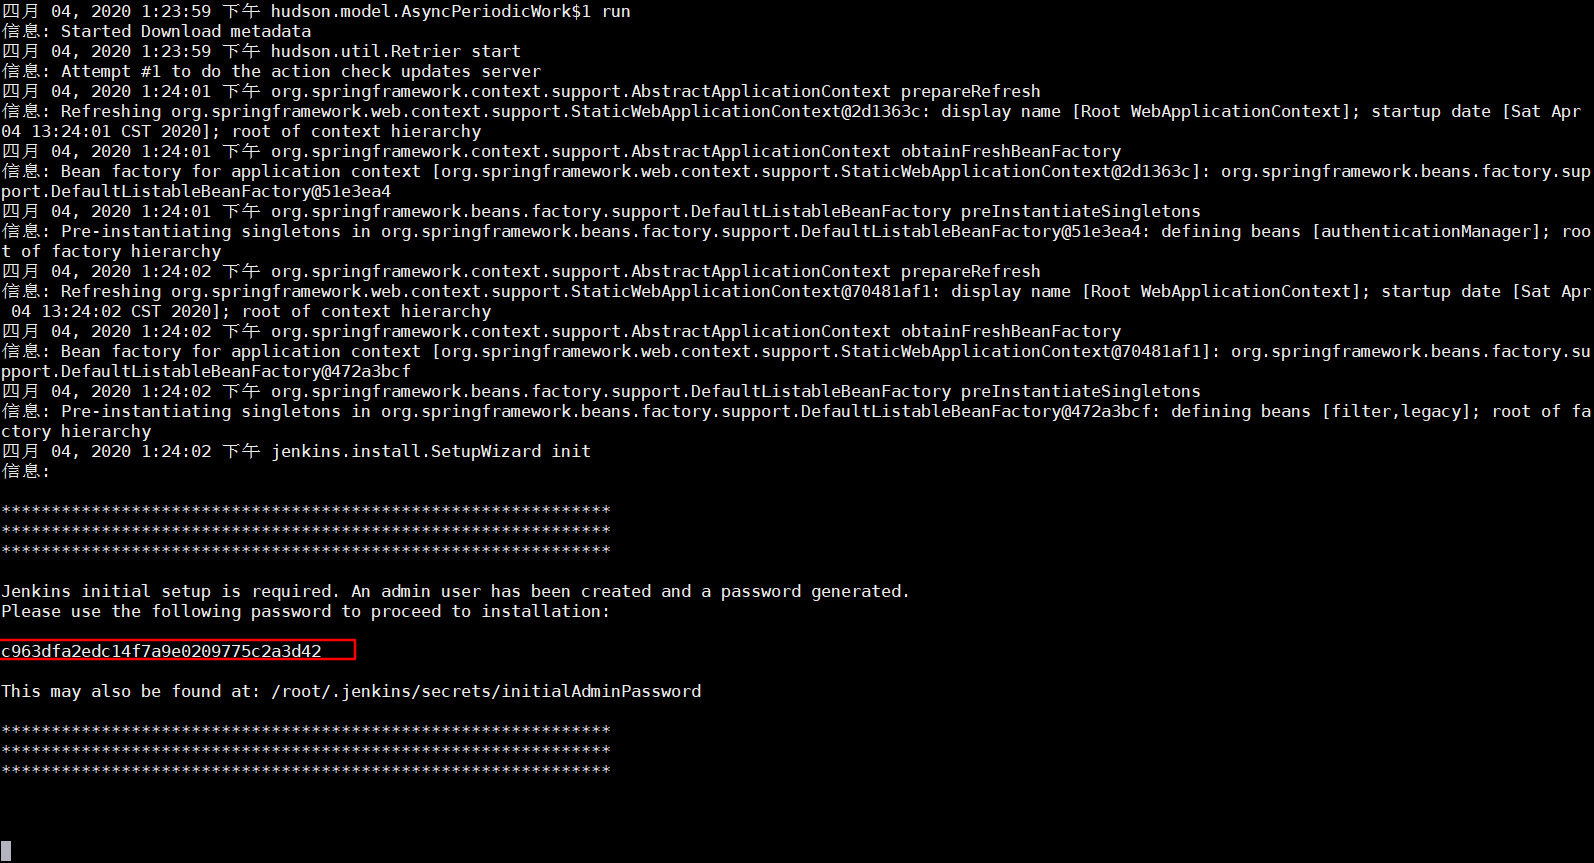 四月 04, 2020 1:23:59 下午 hudson.model.AsyncPeriodicWork$1 run
信息: Started Download metadata
四月 04, 2020 1:23:59 下午 hudson.util.Retrier start
信息: Attempt #1 to do the action check updates server
四月 04, 2020 1:24:01 下午 org.springframework.context.support.AbstractApplicationContext prepareRefresh
信息: Refreshing org.springframework.web.context.support.StaticWebApplicationContext@2d1363c: display name [Root WebApplicationContext]; startup date [Sat Apr
04 13:24:01 CST 2020]; root of context hierarchy
四月 04, 2020 1:24:01 下午 org.springframework.context.support.AbstractApplicationContext obtainFreshBeanFactory
信息: Bean factory for application context [org.springframework.web.context.support.StaticWebApplicationContext@2d1363c]: org.springframework.beans.factory.sup
port.DefaultListableBeanFactory@51e3ea4
四月 04, 2020 1:24:01 下午 org.springframework.beans.factory.support.DefaultListableBeanFactory preInstantiateSingletons
信息: Pre-instantiating singletons in org.springframework.beans.factory.support.DefaultListableBeanFactory@51e3ea4: defining beans [authenticationManager]; roo
t of factory hierarchy
四月 04, 2020 1:24:02 下午 org.springframework.context.support.AbstractApplicationContext prepareRefresh
信息: Refreshing org.springframework.web.context.support.StaticWebApplicationContext@70481af1: display name [Root WebApplicationContext]; startup date [Sat Apr
04 13:24:02 CST 2020]; root of context hierarchy
四月 04, 2020 1:24:02 下午 org.springframework.context.support.AbstractApplicationContext obtainFreshBeanFactory
信息: Bean factory for application context [org.springframework.web.context.support.StaticWebApplicationContext@70481af1]: org.springframework.beans.factory.su
pport.DefaultListableBeanFactory@472a3bcf
四月 04, 2020 1:24:02 下午 org.springframework.beans.factory.support.DefaultListableBeanFactory preInstantiateSingletons
信息: Pre-instantiating singletons in org.springframework.beans.factory.support.DefaultListableBeanFactory@472a3bcf: defining beans [filter,legacy]; root of fa
ctory hierarchy
四月 04, 2020 1:24:02 下午 jenkins.install.SetupWizard init
信息:
*************************************************************
*************************************************************
*************************************************************
Jenkins initial setup is required. An admin user has been created and a password generated.
Please use the following password to proceed to installation:
c963dfa2edc14f7a9e0209775c2a3d42
This may also be found at: /root/.jenkins/secrets/initialAdminPassword
*************************************************************
*************************************************************
*************************************************************